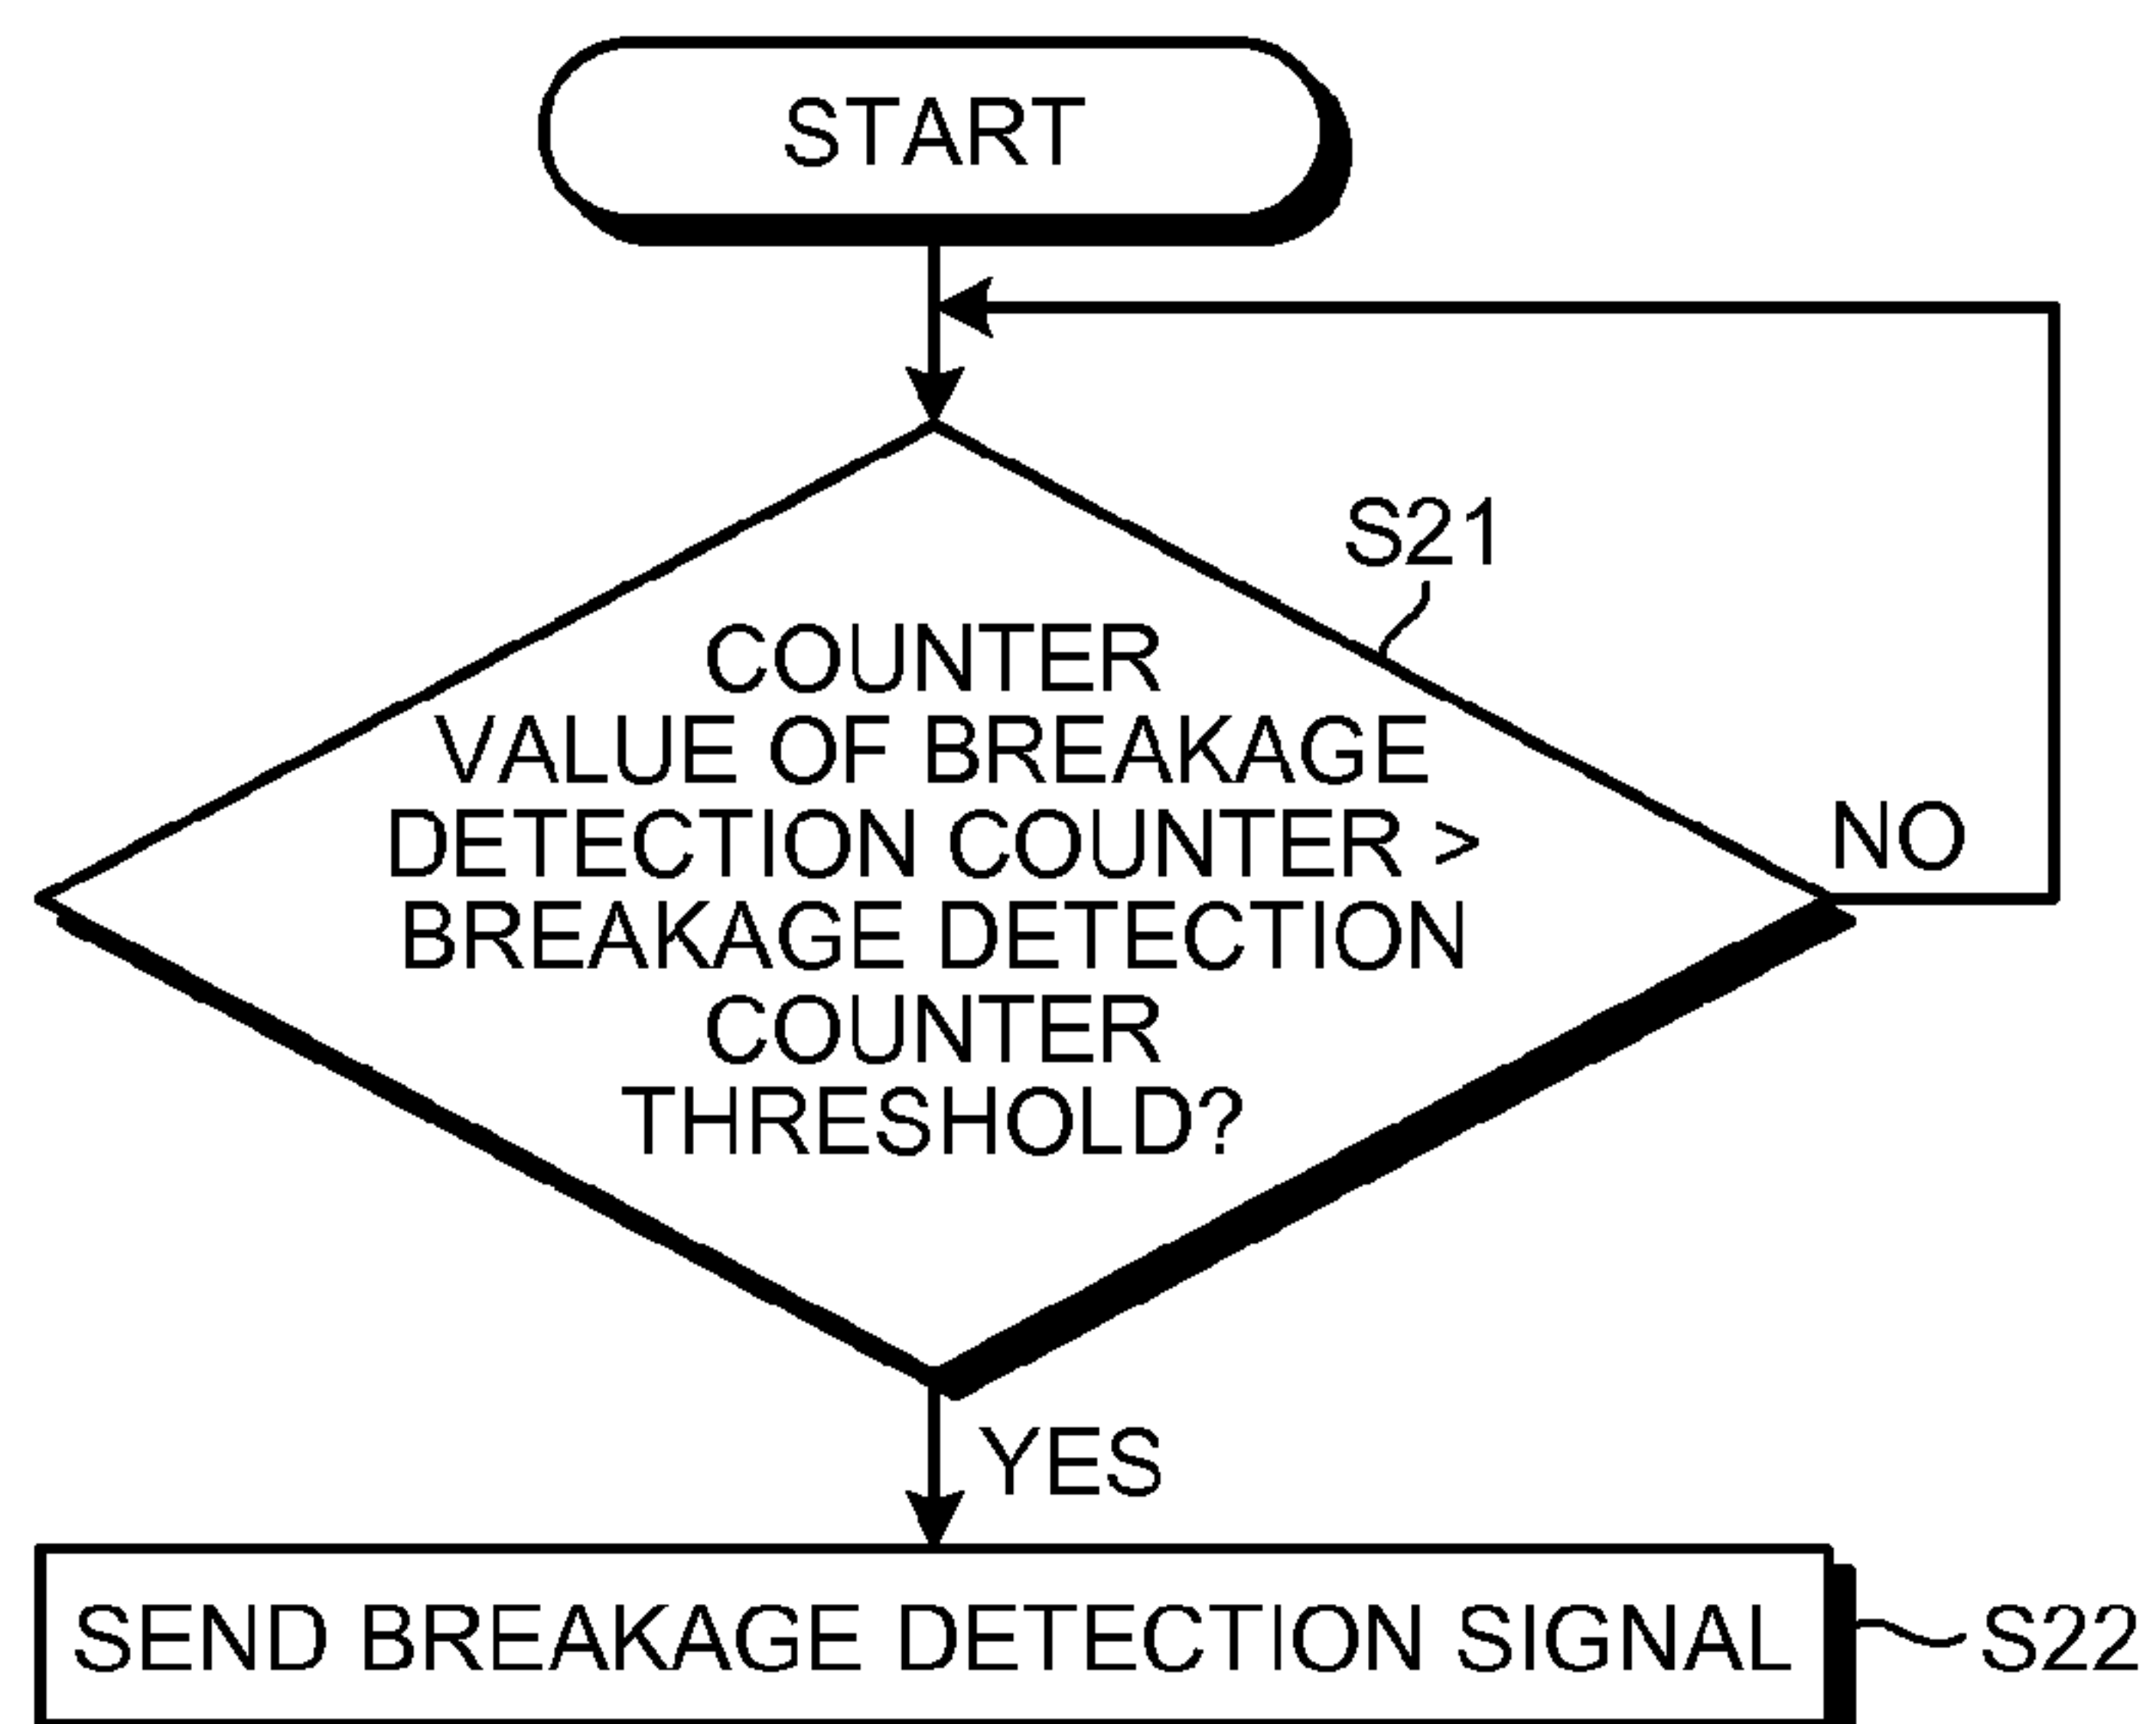 START
S21
COUNTER
VALUE OF BREAKAGE
DETECTION COUNTER >
BREAKAGE DETECTION
COUNTER
THRESHOLD?
NO
YES
SEND BREAKAGE DETECTION SIGNAL
S22